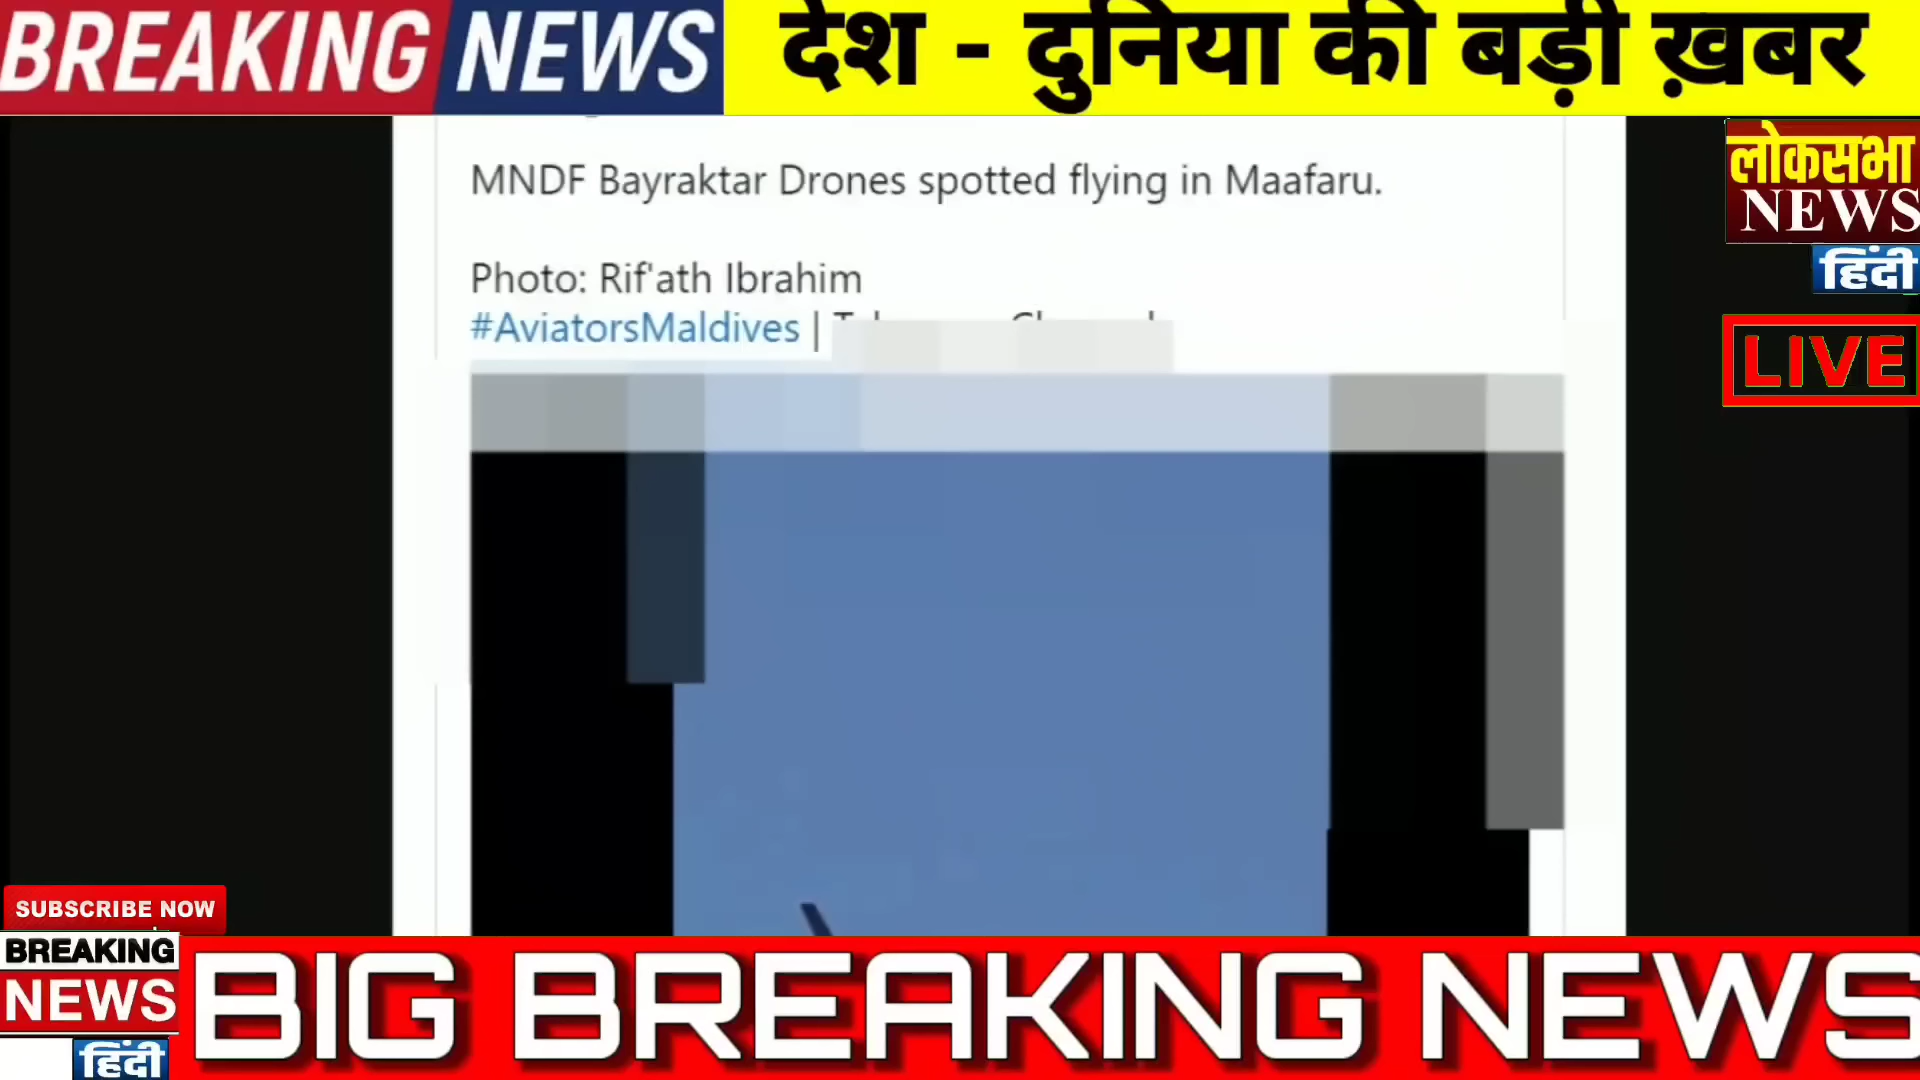 BREAKING NEWS देश - दुनिया की बड़ी ख़बर
MNDF Bayraktar Drones spotted flying in Maafaru.
Photo: Rif'ath Ibrahim
#AviatorsMaldives |
लोकसभा
NEWS
हिंदी
LIVE
SUBSCRIBE NOW
BREAKING
NEWS
हिंदी
BIG BREAKING NEWS